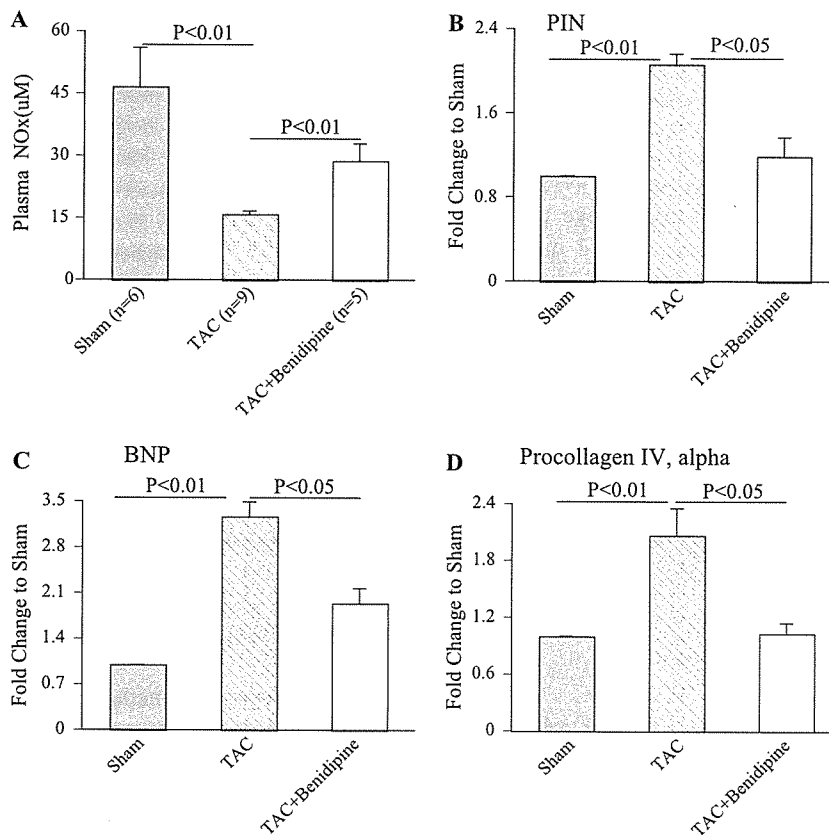 A
P<0.01
P<0.01
Plasma NOx(uM)
60
45
30
15
0
Sham (n=6)
TAC (n=9)
TAC+Benidipine (n=5)
B PIN
P<0.01 P<0.05
Fold Change to Sham
2.4
1.6
0.8
0
Sham
TAC
TAC+Benidipine
C BNP
P<0.01 P<0.05
Fold Change to Sham
3.5
2.8
2.1
1.4
0.7
0
Sham
TAC
TAC+Benidipine
D Procollagen IV, alpha
P<0.01 P<0.05
Fold Change to Sham
2.4
1.8
1.2
0.6
0
Sham
TAC
TAC+Benidipine